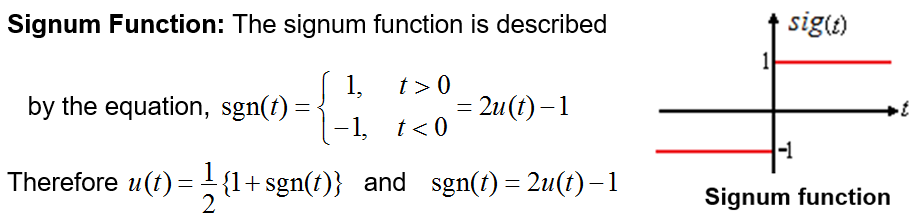 Signum Function: The signum function is described
by the equation, sgn(t) = { 1, t > 0
−1, t < 0 = 2u(t) − 1
Therefore u(t) = 1/2 {1 + sgn(t)} and sgn(t) = 2u(t) − 1
sig(t)
1
t
−1
Signum function